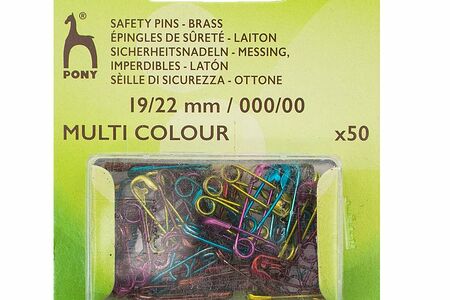 SAFETY PINS - BRASS
ÉPINGLES DE SÛRETÉ - LAITON
SICHERHEITSNADELN - MESSING,
IMPERDIBLES - LATÓN
SÈILLE DI SICUREZZA - OTTONE
PONY
19/22 mm / 000/00
MULTI COLOUR x50